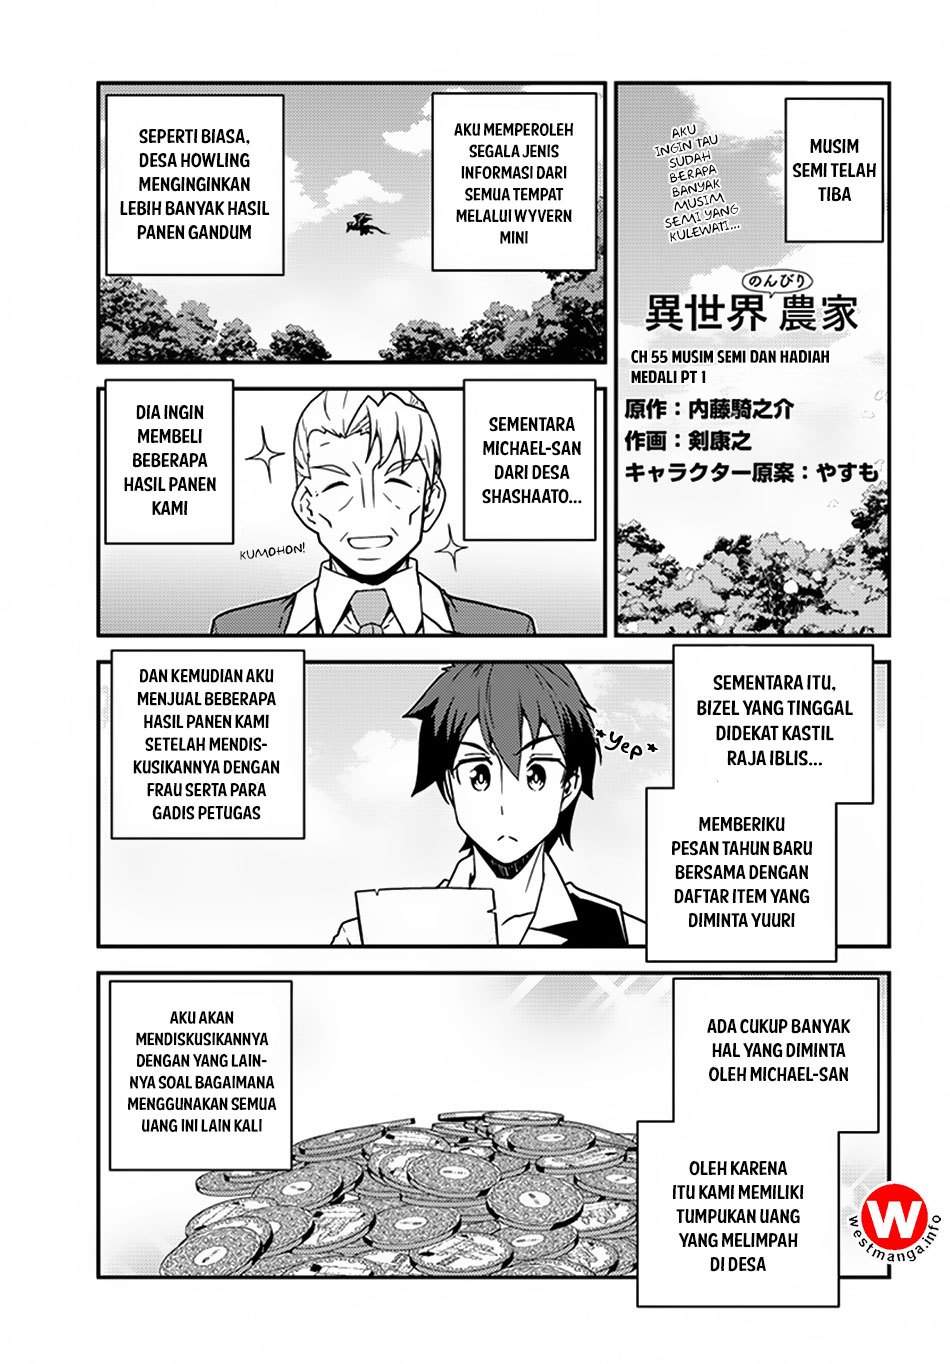 MUSIM
SEMI TELAH
TIBA
AKU
INGIN TAU
SUDAH
BERAPA
BANYAK
MUSIM
SEMI YANG
KULEWATI...
のんびり
異世界 農家
CH 55 MUSIM SEMI DAN HADIAH
MEDALI PT 1
原作：内藤騎之介
作画：剣康之
キャラクター原案：やすも
AKU MEMPEROLEH
SEGALA JENIS
INFORMASI DARI
SEMUA TEMPAT
MELALUI WYVERN
MINI
SEPERTI BIASA,
DESA HOWLING
MENGINGINKAN
LEBIH BANYAK HASIL
PANEN GANDUM
SEMENTARA
MICHAEL-SAN
DARI DESA
SHASHAATO...
DIA INGIN
MEMBELI
BEBERAPA
HASIL PANEN
KAMI
KUMOHON!
SEMENTARA ITU,
BIZEL YANG TINGGAL
DIDEKAT KASTIL
RAJA IBLIS...
MEMBERIKU
PESAN TAHUN BARU
BERSAMA DENGAN
DAFTAR ITEM YANG
DIMINTA YUURI
*YEP*
DAN KEMUDIAN AKU
MENJUAL BEBERAPA
HASIL PANEN KAMI
SETELAH MENDIS-
KUSIKANNYA DENGAN
FRAU SERTA PARA
GADIS PETUGAS
ADA CUKUP BANYAK
HAL YANG DIMINTA
OLEH MICHAEL-SAN
OLEH KARENA
ITU KAMI MEMILIKI
TUMPUKAN UANG
YANG MELIMPAH
DI DESA
AKU AKAN
MENDISKUSIKANNYA
DENGAN YANG LAIN-
NYA SOAL BAGAIMANA
MENGGUNAKAN SEMUA
UANG INI LAIN KALI
W
westmanga.info